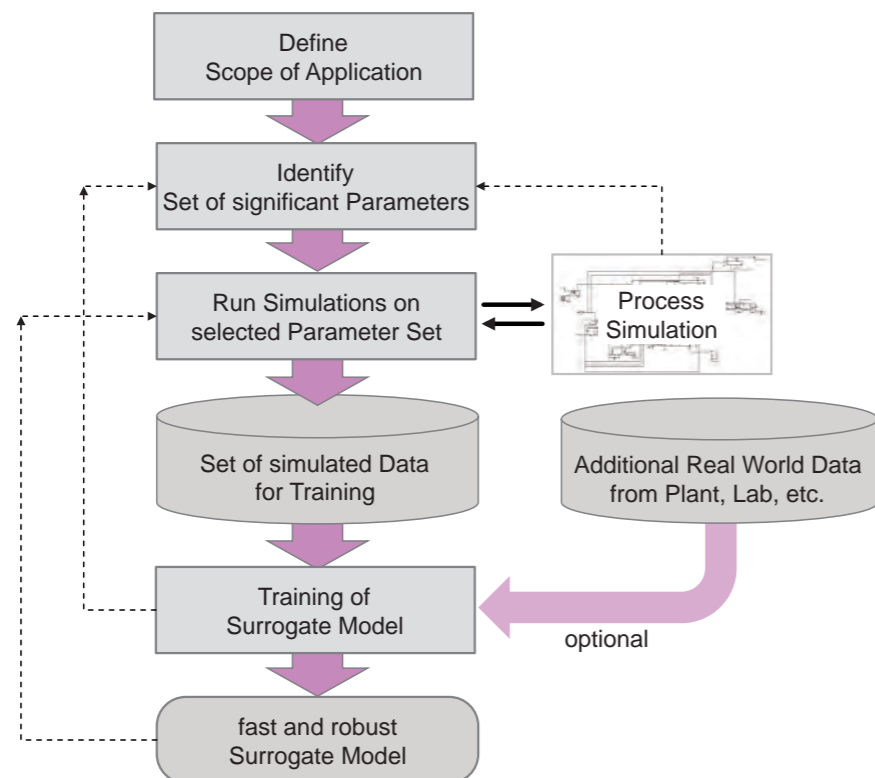 Define
Scope of Application
Identify
Set of significant Parameters
Run Simulations on
selected Parameter Set
Process
Simulation
Set of simulated Data
for Training
Additional Real World Data
from Plant, Lab, etc.
Training of
Surrogate Model
optional
fast and robust
Surrogate Model